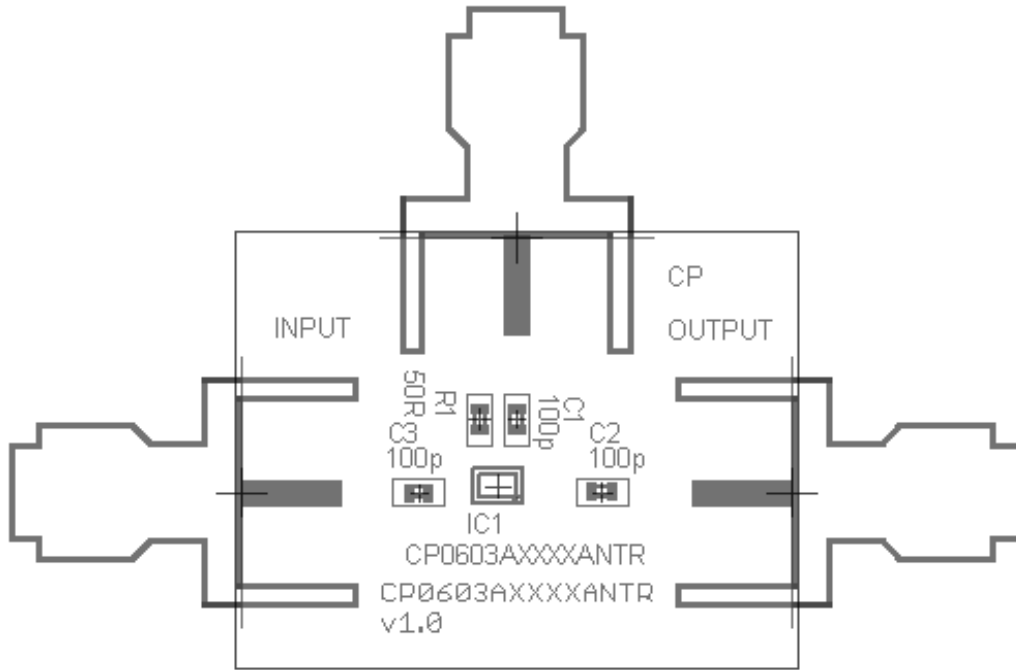 CP
INPUT
OUTPUT
50R
R1
100p
C1
C3
100p
C2
100p
IC1
CP0603AXXXXANTR
CP0603AXXXXANTR
v1.0